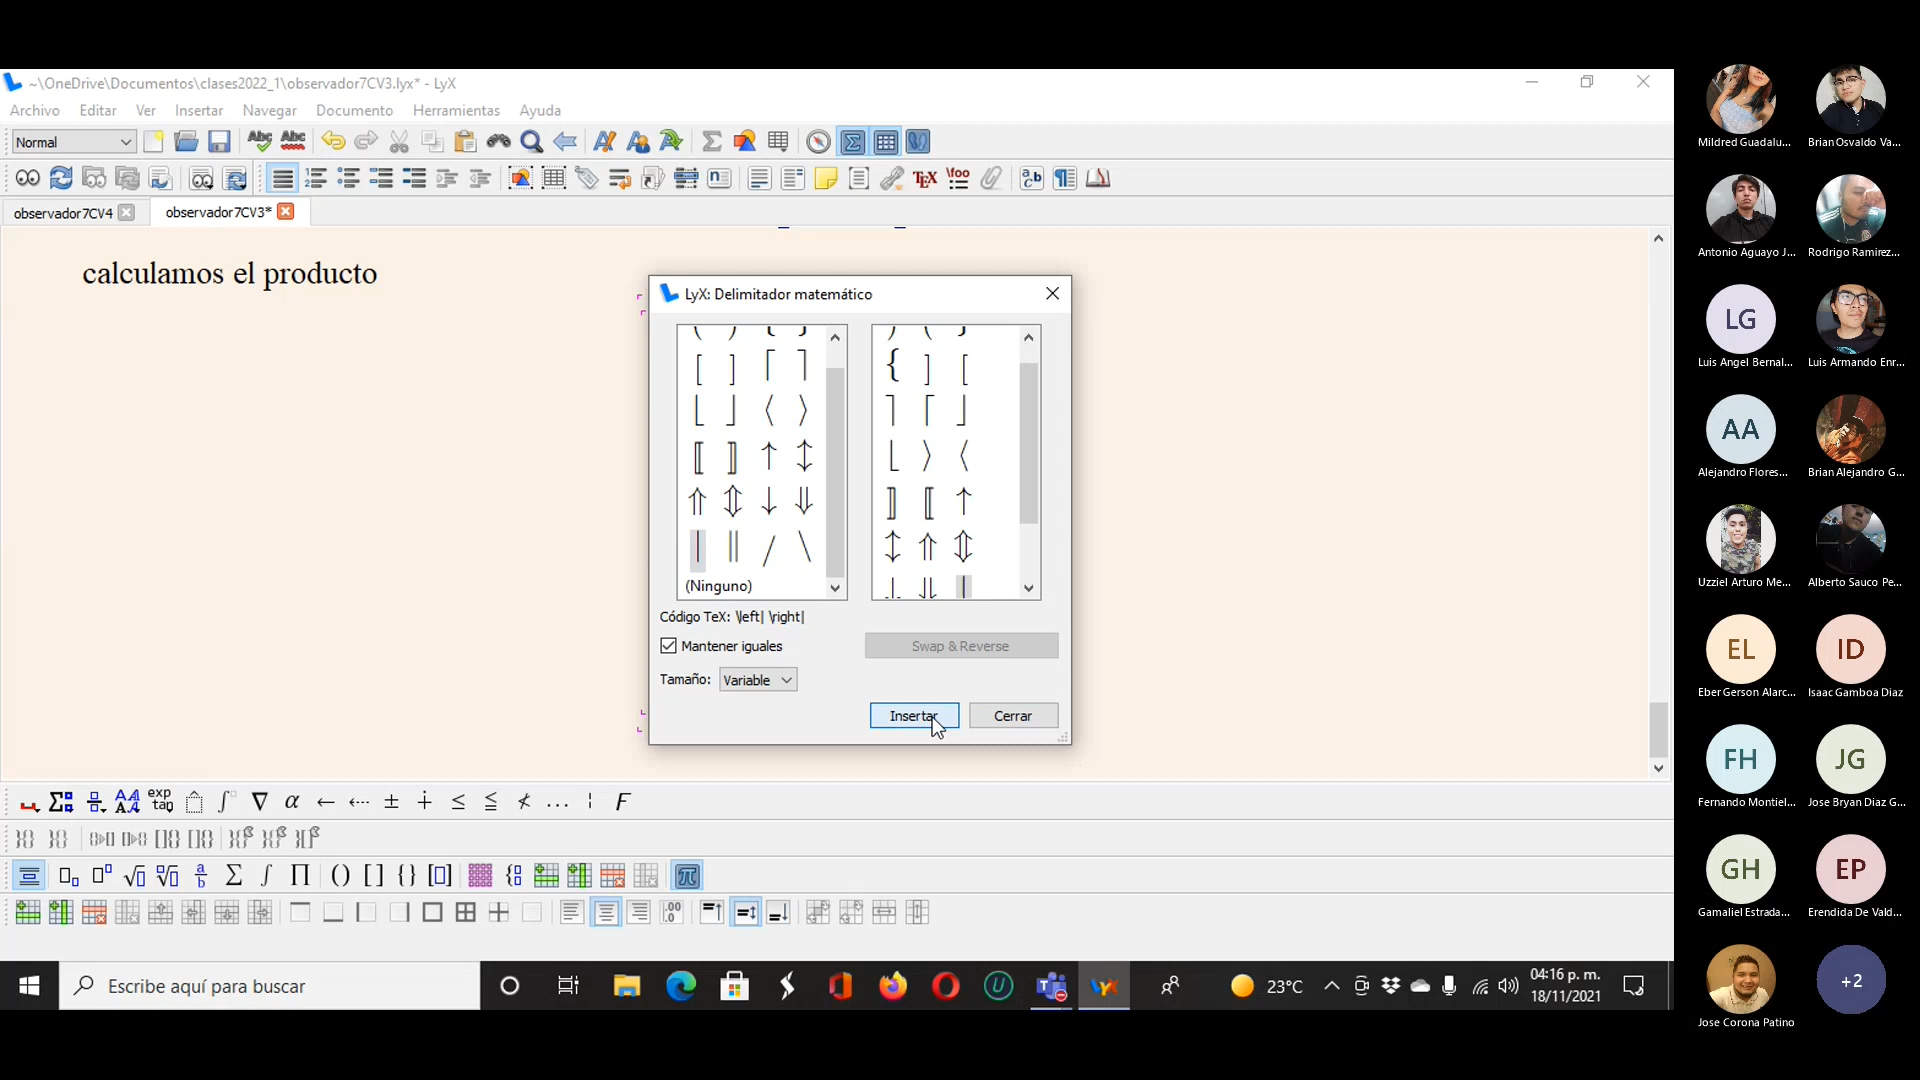 ~\OneDrive\Documentos\clases2022_1\observador7CV3.lyx* - LyX
Archivo Editar Ver Insertar Navegar Documento Herramientas Ayuda
Normal
observador7CV4 observador7CV3*
calculamos el producto
LyX: Delimitador matemático
(Ninguno)
Código TeX: \left| \right|
Mantener iguales
Swap & Reverse
Tamaño: Variable
Insertar Cerrar
Escribe aquí para buscar
23°C
04:16 p. m.
18/11/2021
Mildred Guadalu... Brian Osvaldo Va...
Antonio Aguayo J... Rodrigo Ramirez...
LG
Luis Angel Bernal... Luis Armando Enr...
AA
Alejandro Flores... Brian Alejandro G...
Uzziel Arturo Me... Alberto Sauco Pe...
EL ID
Eber Gerson Alarc... Isaac Gamboa Diaz
FH JG
Fernando Montiel... Jose Bryan Diaz G...
GH EP
Gamaliel Estrada... Erendida De Vald...
+2
Jose Corona Patino